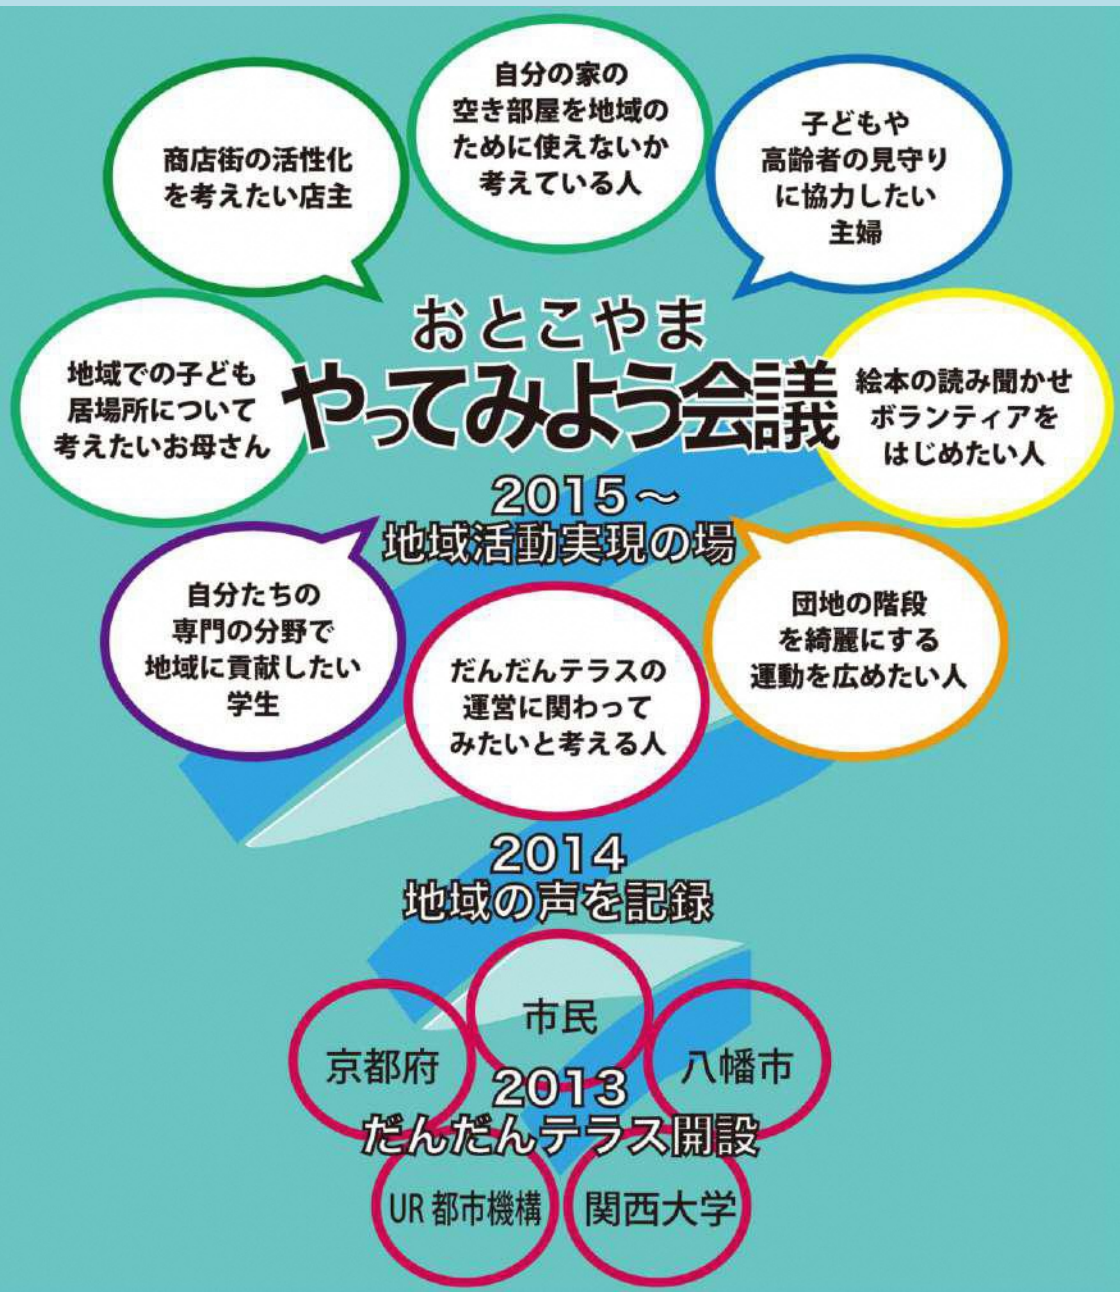 自分の家の
空き部屋を地域の
ために使えないか
考えている人
商店街の活性化
を考えたい店主
子どもや
高齢者の見守り
に協力したい
主婦
おとこやま
やってみよう会議
地域での子ども
居場所について
考えたいお母さん
絵本の読み聞かせ
ボランティアを
はじめたい人
2015～
地域活動実現の場
自分たちの
専門の分野で
地域に貢献したい
学生
だんだんテラスの
運営に関わって
みたいと考える人
団地の階段
を綺麗にする
運動を広めたい人
2014
地域の声を記録
市民
京都府
八幡市
2013
だんだんテラス開設
UR 都市機構
関西大学